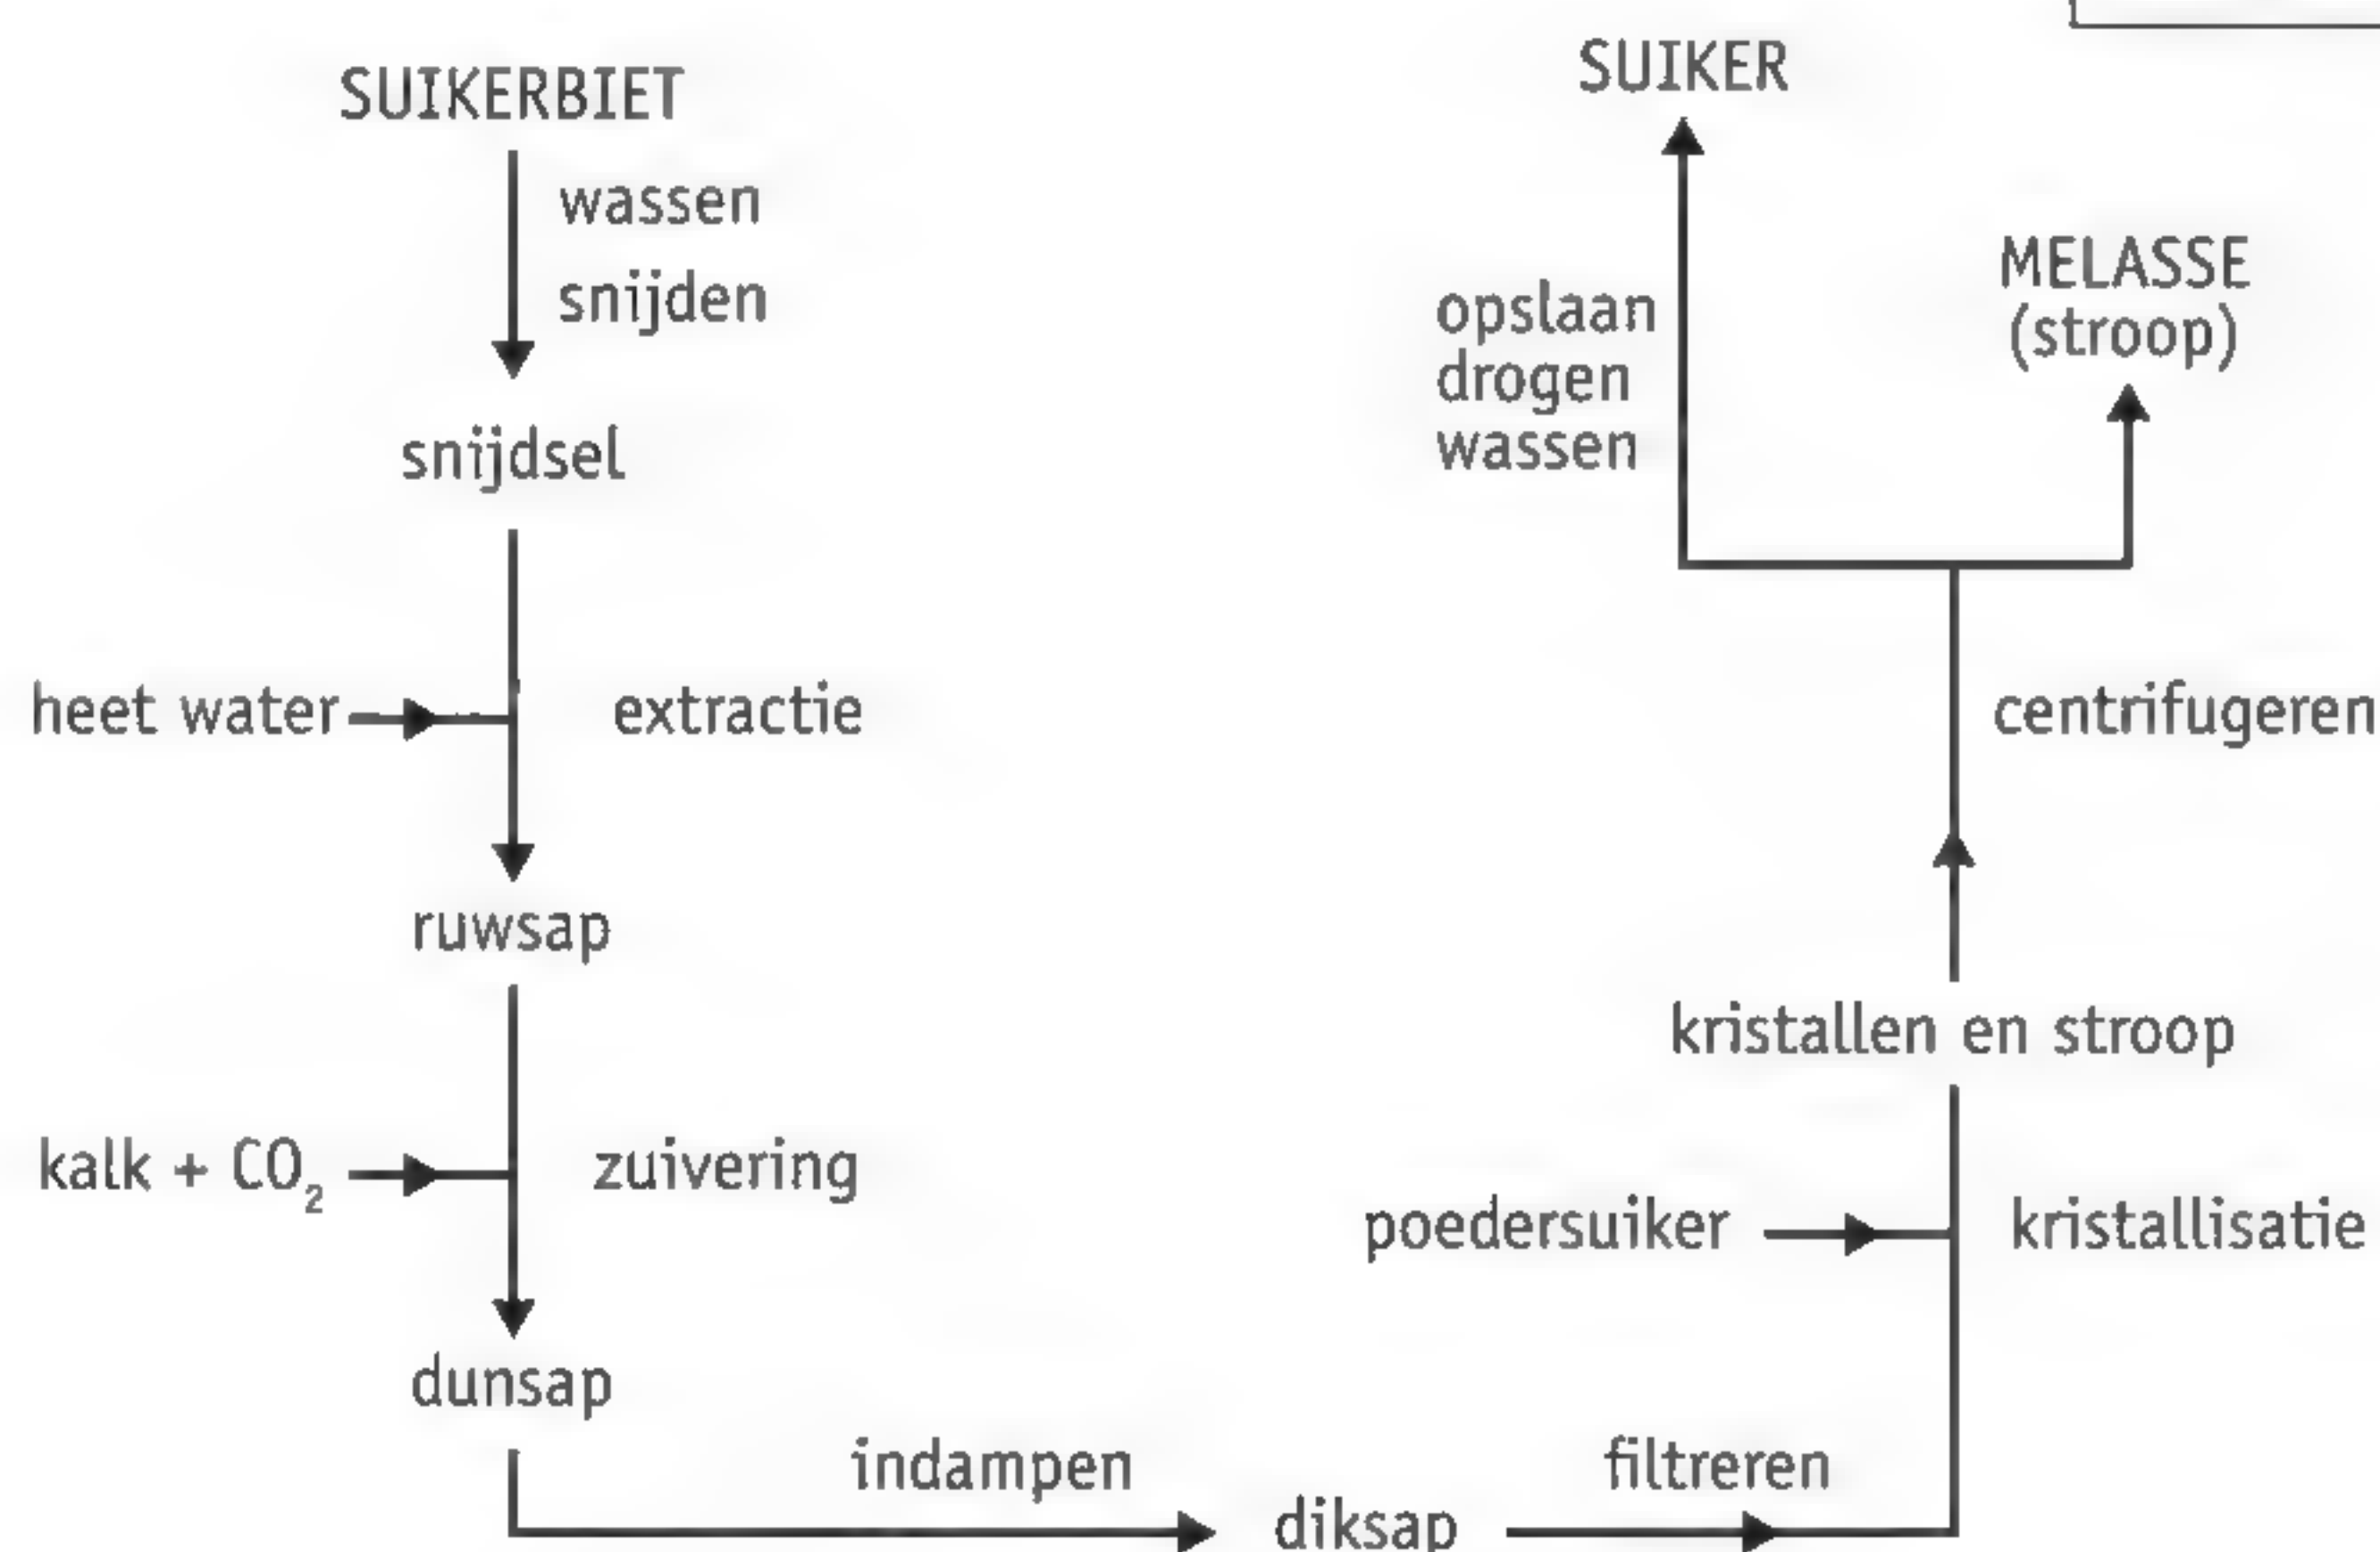 SUIKERBIET
wassen
snijden
snijdsel
heet water
extractie
ruwsap
kalk + CO₂
zuivering
dunsap
indampen
diksap
filtreren
poedersuiker
kristallisatie
kristallen en stroop
centrifugeren
opslaan
drogen
wassen
SUIKER
MELASSE
(stroop)